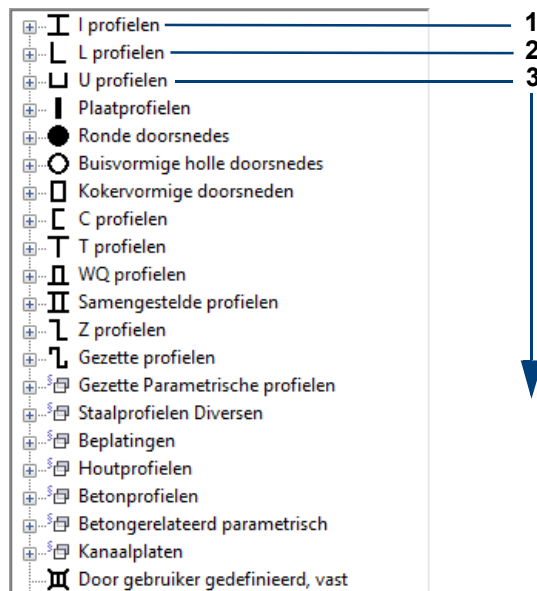 I profielen 1
L profielen 2
U profielen 3
Plaatprofielen
Ronde doorsnedes
Buisvormige holle doorsnedes
Kokervormige doorsneden
C profielen
T profielen
WQ profielen
Samengestelde profielen
Z profielen
Gezette profielen
Gezette Parametrische profielen
Staalprofielen Diversen
Beplatingen
Houtprofielen
Betonprofielen
Betongerelateerd parametrisch
Kanaalplaten
Door gebruiker gedefinieerd, vast